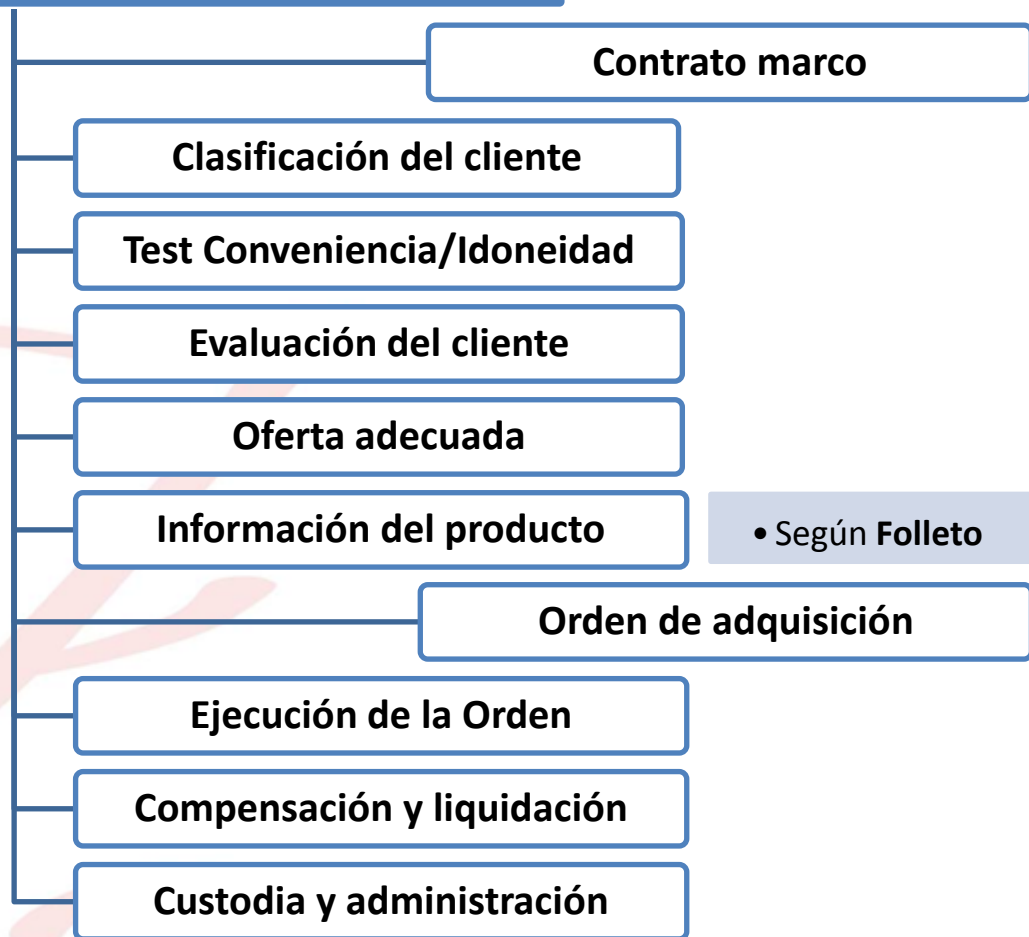 Contrato marco
Clasificación del cliente
Test Conveniencia/Idoneidad
Evaluación del cliente
Oferta adecuada
Información del producto
• Según Folleto
Orden de adquisición
Ejecución de la Orden
Compensación y liquidación
Custodia y administración